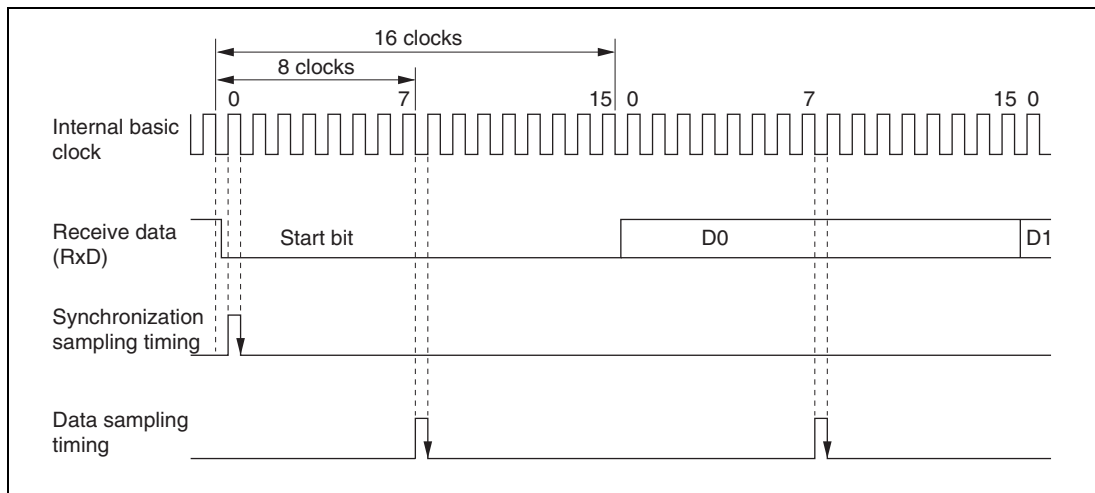 16 clocks
8 clocks
0 7 15 0 7 15 0
Internal basic
clock
Receive data
(RxD)
Start bit D0 D1
Synchronization
sampling timing
Data sampling
timing